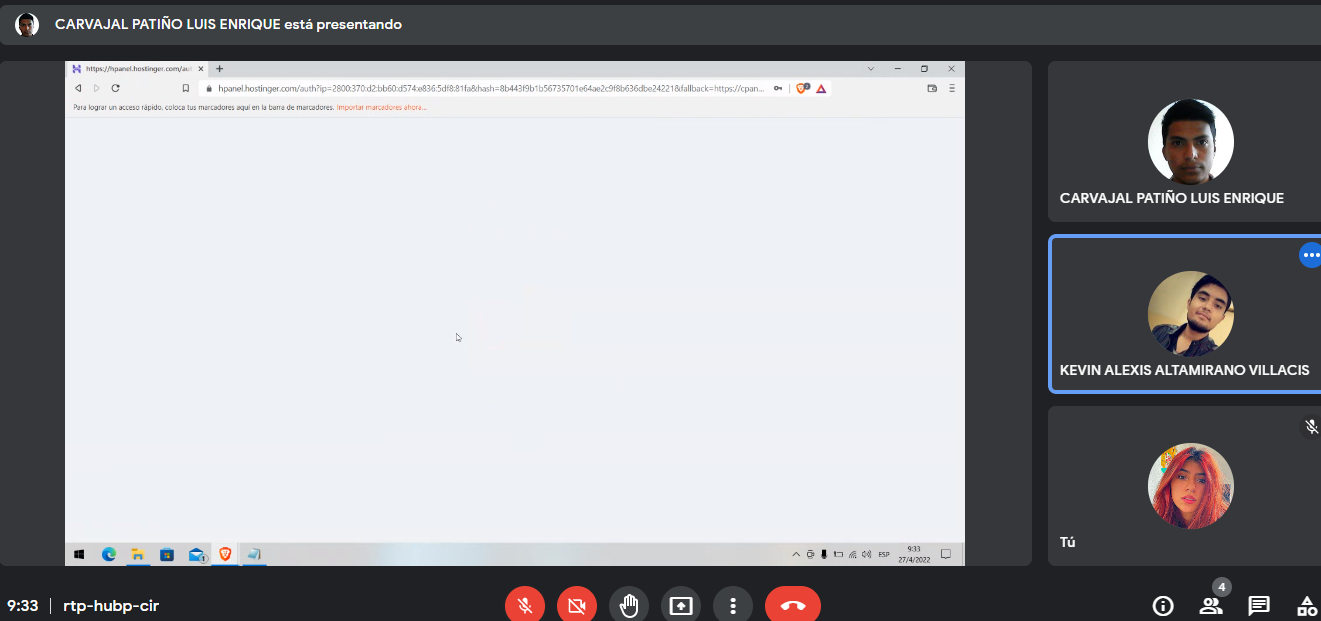 CARVAJAL PATIÑO LUIS ENRIQUE está presentando
https://hpanel.hostinger.com/aut
hpanel.hostinger.com/auth?ip=2800:370:d2:bb60:d574:e836:5df8:81fa&hash=8b443f9b1b56735701e64ae2c9f8b636dbe242218&fallback=https://cpan...
Para lograr un acceso rápido, coloca tus marcadores aquí en la barra de marcadores. Importar marcadores ahora...
CARVAJAL PATIÑO LUIS ENRIQUE
KEVIN ALEXIS ALTAMIRANO VILLACIS
Tú
ESP
9:33
27/4/2022
9:33 | rtp-hubp-cir
4